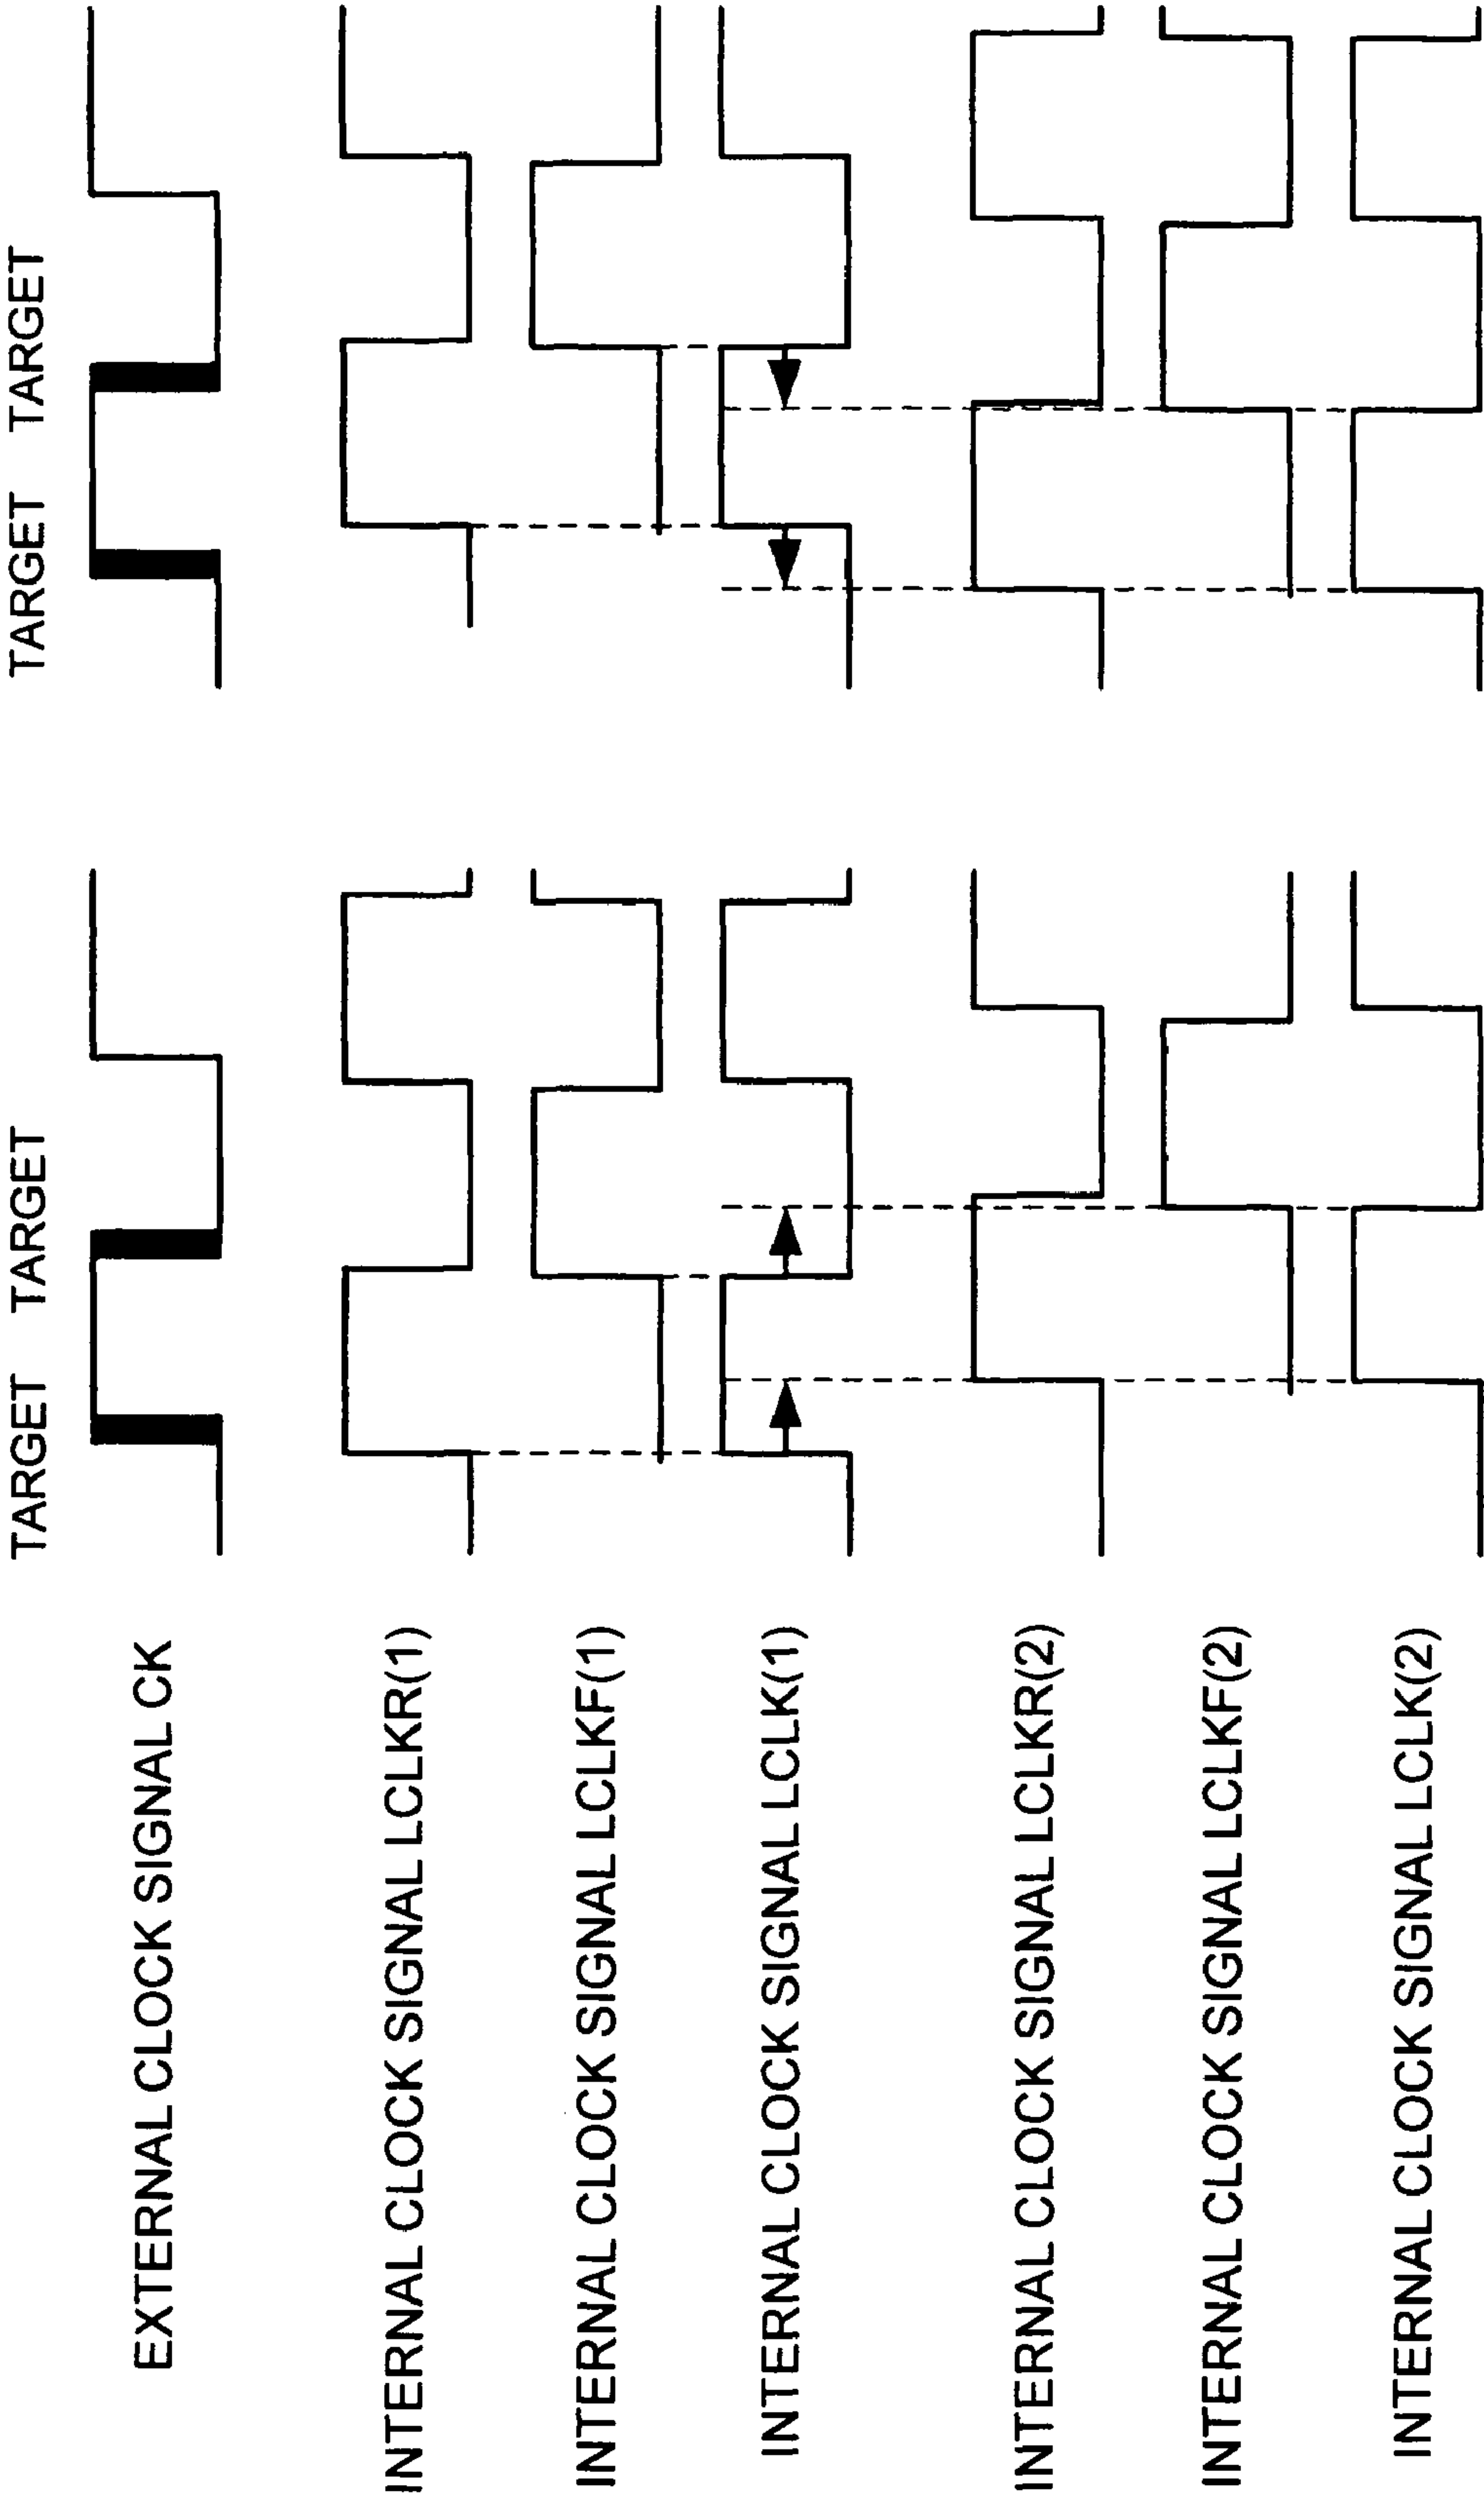 TARGET TARGET TARGET TARGET
EXTERNAL CLOCK SIGNAL CK
INTERNAL CLOCK SIGNAL LCLKR(1)
INTERNAL CLOCK SIGNAL LCLKF(1)
INTERNAL CLOCK SIGNAL LCLK(1)
INTERNAL CLOCK SIGNAL LCLKR(2)
INTERNAL CLOCK SIGNAL LCLKF(2)
INTERNAL CLOCK SIGNAL LCLK(2)